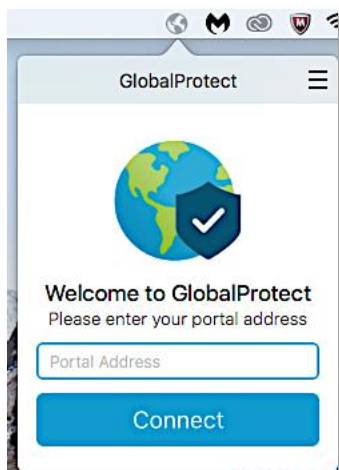 GlobalProtect
Welcome to GlobalProtect
Please enter your portal address
Portal Address
Connect